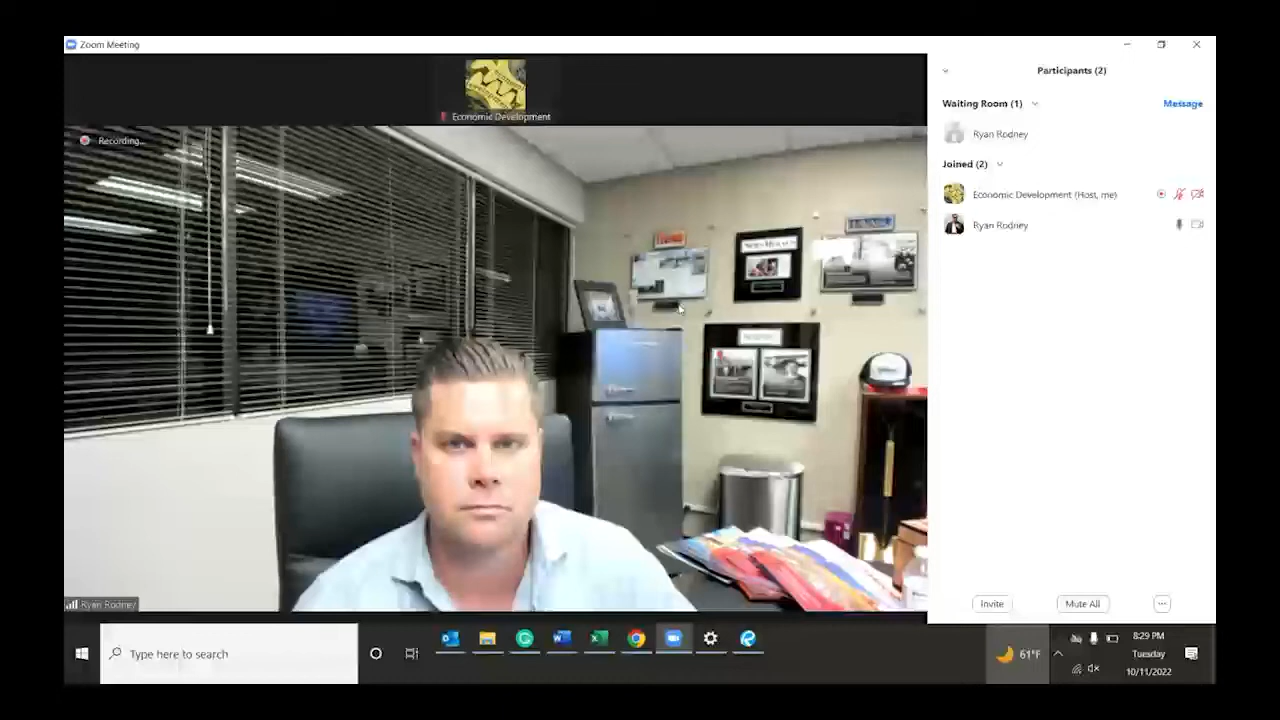 Zoom Meeting
Economic Development
Recording...
Ryan Rodney
Participants (2)
Waiting Room (1)
Message
Ryan Rodney
Joined (2)
Economic Development (Host, me)
Ryan Rodney
Invite
Mute All
Type here to search
61°F
8:29 PM
Tuesday
10/11/2022